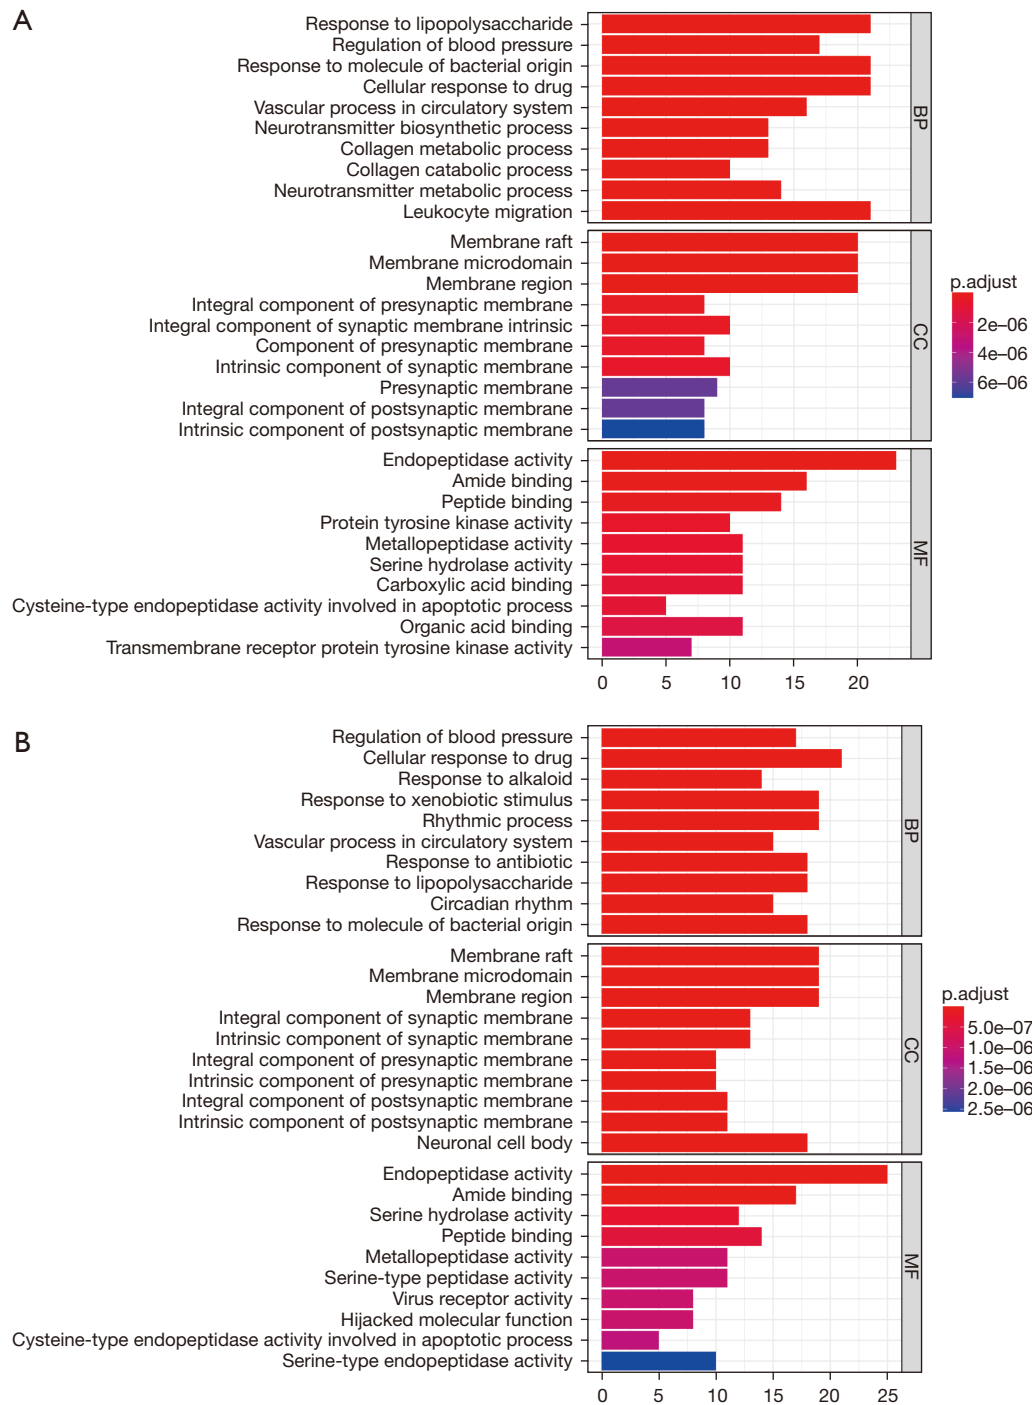 A
Response to lipopolysaccharide
Regulation of blood pressure
Response to molecule of bacterial origin
Cellular response to drug
Vascular process in circulatory system
Neurotransmitter biosynthetic process
Collagen metabolic process
Collagen catabolic process
Neurotransmitter metabolic process
Leukocyte migration
BP
Membrane raft
Membrane microdomain
Membrane region
Integral component of presynaptic membrane
Integral component of synaptic membrane intrinsic
Component of presynaptic membrane
Intrinsic component of synaptic membrane
Presynaptic membrane
Integral component of postsynaptic membrane
Intrinsic component of postsynaptic membrane
CC
Endopeptidase activity
Amide binding
Peptide binding
Protein tyrosine kinase activity
Metallopeptidase activity
Serine hydrolase activity
Carboxylic acid binding
Cysteine-type endopeptidase activity involved in apoptotic process
Organic acid binding
Transmembrane receptor protein tyrosine kinase activity
MF
0 5 10 15 20
p.adjust
2e−06
4e−06
6e−06
B
Regulation of blood pressure
Cellular response to drug
Response to alkaloid
Response to xenobiotic stimulus
Rhythmic process
Vascular process in circulatory system
Response to antibiotic
Response to lipopolysaccharide
Circadian rhythm
Response to molecule of bacterial origin
BP
Membrane raft
Membrane microdomain
Membrane region
Integral component of synaptic membrane
Intrinsic component of synaptic membrane
Integral component of presynaptic membrane
Intrinsic component of presynaptic membrane
Integral component of postsynaptic membrane
Intrinsic component of postsynaptic membrane
Neuronal cell body
CC
Endopeptidase activity
Amide binding
Serine hydrolase activity
Peptide binding
Metallopeptidase activity
Serine-type peptidase activity
Virus receptor activity
Hijacked molecular function
Cysteine-type endopeptidase activity involved in apoptotic process
Serine-type endopeptidase activity
MF
0 5 10 15 20 25
p.adjust
5.0e−07
1.0e−06
1.5e−06
2.0e−06
2.5e−06